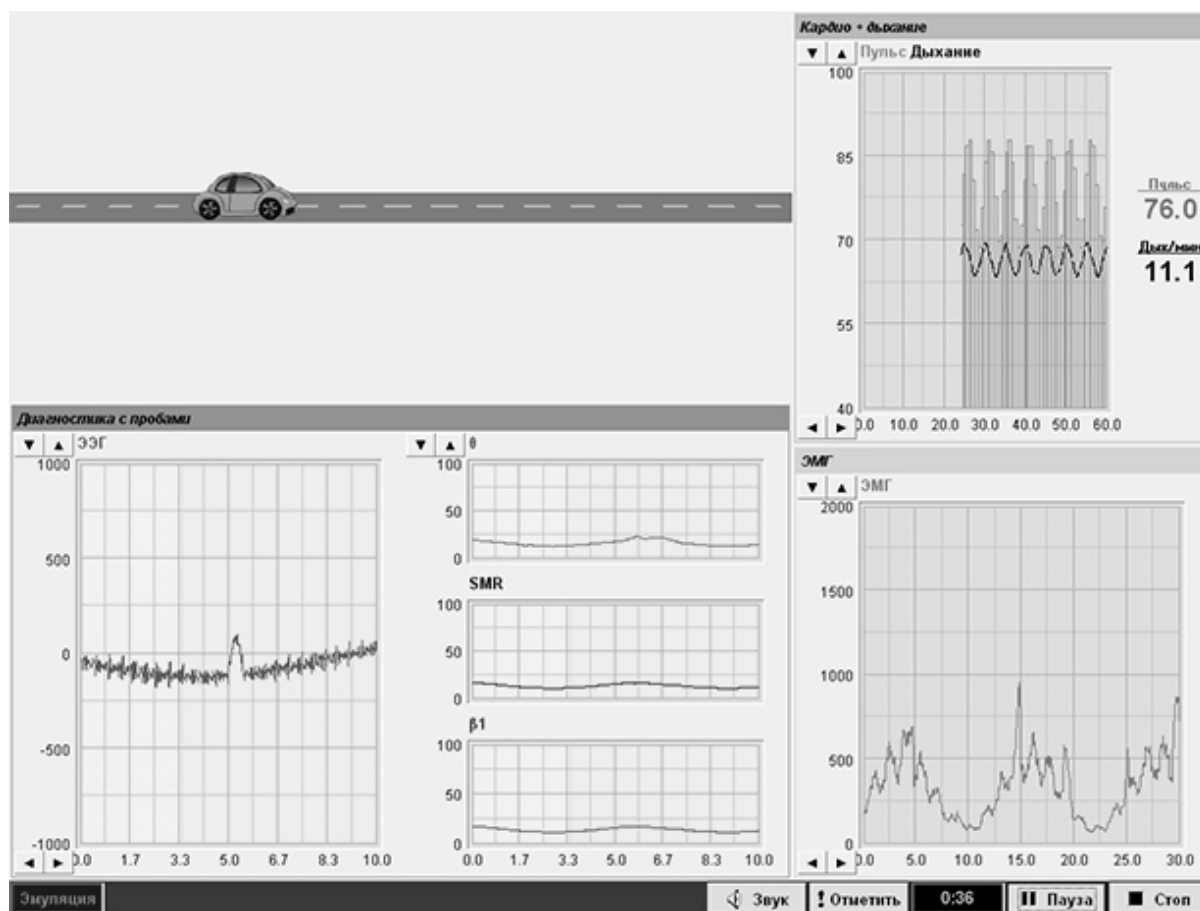 Кардио + дыхание
Пульс Дыхание
100
85
70
55
40
0.0 10.0 20.0 30.0 40.0 50.0 60.0
Пульс
76.0
Дых/мин
11.1
Диагностика с пробами
ЭЭГ
1000
500
0
-500
-1000
0.0 1.7 3.3 5.0 6.7 8.3 10.0
θ
100
50
0
SMR
100
50
0
β1
100
50
0
0.0 1.7 3.3 5.0 6.7 8.3 10.0
ЭМГ
ЭМГ
2000
1500
1000
500
0
0.0 5.0 10.0 15.0 20.0 25.0 30.0
Эмуляция
Звук
! Отметить
0:36
Пауза
Стоп